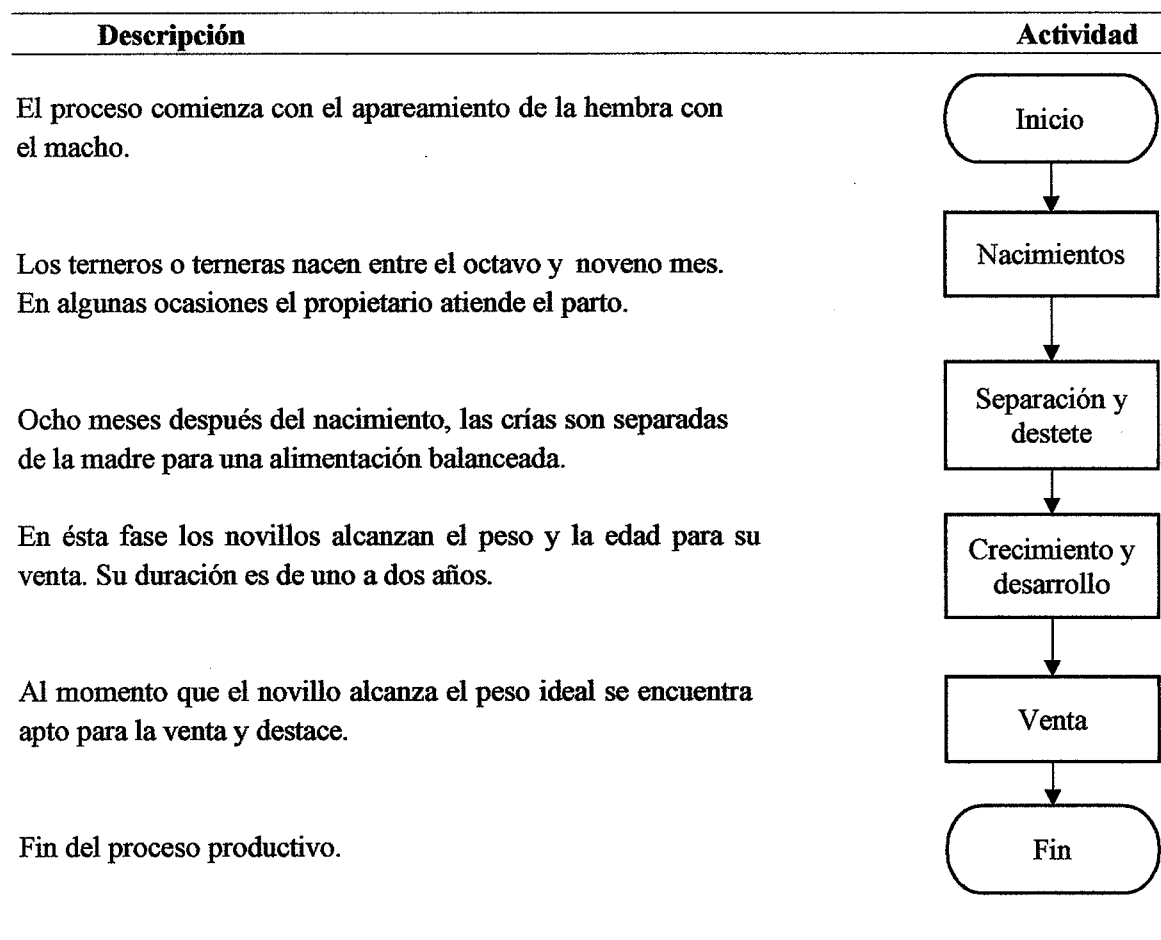 Descripción Actividad
El proceso comienza con el apareamiento de la hembra con
el macho.
Inicio
Los terneros o terneras nacen entre el octavo y noveno mes.
En algunas ocasiones el propietario atiende el parto.
Nacimientos
Ocho meses después del nacimiento, las crías son separadas
de la madre para una alimentación balanceada.
Separación y
destete
En ésta fase los novillos alcanzan el peso y la edad para su
venta. Su duración es de uno a dos años.
Crecimiento y
desarrollo
Al momento que el novillo alcanza el peso ideal se encuentra
apto para la venta y destace.
Venta
Fin del proceso productivo.
Fin